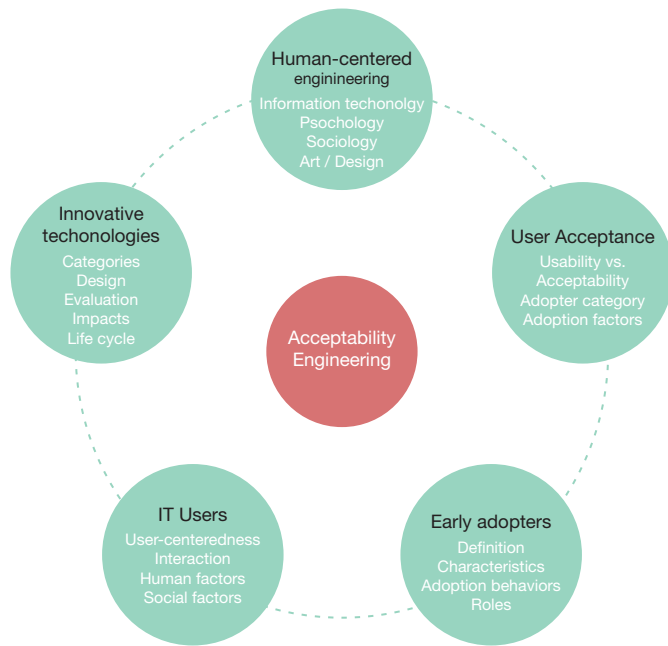 Human-centered
enginineering
Information techonolgy
Psochology
Sociology
Art / Design
Innovative
techonologies
Categories
Design
Evaluation
Impacts
Life cycle
User Acceptance
Usability vs.
Acceptability
Adopter category
Adoption factors
Acceptability
Engineering
IT Users
User-centeredness
Interaction
Human factors
Social factors
Early adopters
Definition
Characteristics
Adoption behaviors
Roles